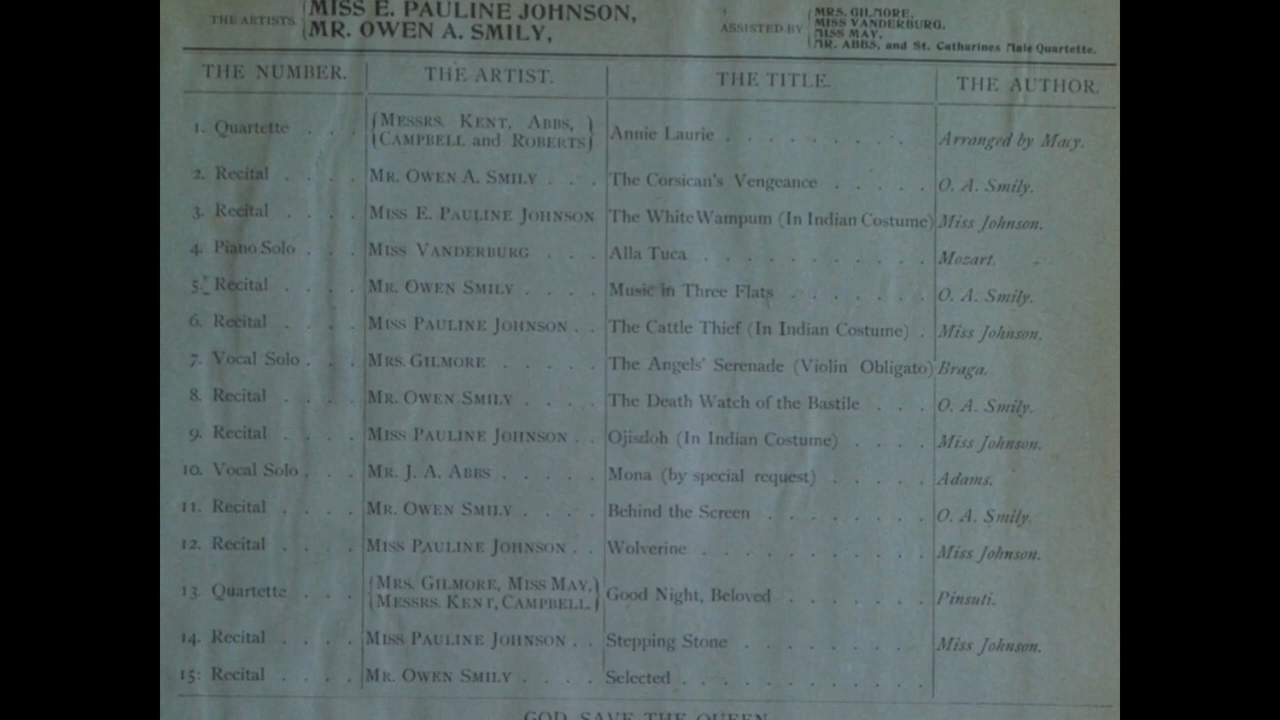 THE ARTISTS
MISS E. PAULINE JOHNSON,
MR. OWEN A. SMILY,
ASSISTED BY
MRS. GILMORE,
MISS VANDERBURG.
MISS MAY,
MR. ABBS, and St. Catharines Male Quartette.
THE NUMBER. THE ARTIST. THE TITLE. THE AUTHOR.
1. Quartette . . . {MESSRS. KENT, ABBS, } Annie Laurie . . . . . . . . Arranged by Macy.
{CAMPBELL and ROBERTS}
2. Recital . . . . MR. OWEN A. SMILY . . . The Corsican's Vengeance . . . . . O. A. Smily.
3. Recital . . . . MISS E. PAULINE JOHNSON The White Wampum (In Indian Costume) Miss Johnson.
4. Piano Solo . . . MISS VANDERBURG . . . Alla Tuca . . . . . . . . . . Mozart.
5. Recital . . . . MR. OWEN SMILY . . . . Music in Three Flats . . . . . . O. A. Smily.
6. Recital . . . . MISS PAULINE JOHNSON . . The Cattle Thief (In Indian Costume) . Miss Johnson.
7. Vocal Solo . . . MRS. GILMORE . . . . . The Angels' Serenade (Violin Obligato) Braga.
8. Recital . . . . MR. OWEN SMILY . . . . The Death Watch of the Bastile . . . O. A. Smily.
9. Recital . . . . MISS PAULINE JOHNSON . . Ojisdoh (In Indian Costume) . . . . Miss Johnson.
10. Vocal Solo . . . MR. J. A. ABBS . . . . . Mona (by special request) . . . . . Adams.
11. Recital . . . . MR. OWEN SMILY . . . . Behind the Screen . . . . . . . O. A. Smily.
12. Recital . . . . MISS PAULINE JOHNSON . . Wolverine . . . . . . . . . . Miss Johnson.
13. Quartette . . . {MRS. GILMORE, MISS MAY,} Good Night, Beloved . . . . . . Pinsuti.
{MESSRS. KENT, CAMPBELL.}
14. Recital . . . . MISS PAULINE JOHNSON . . Stepping Stone . . . . . . . . Miss Johnson.
15: Recital . . . . MR. OWEN SMILY . . . . Selected . . . . . . . . . . .
GOD SAVE THE QUEEN